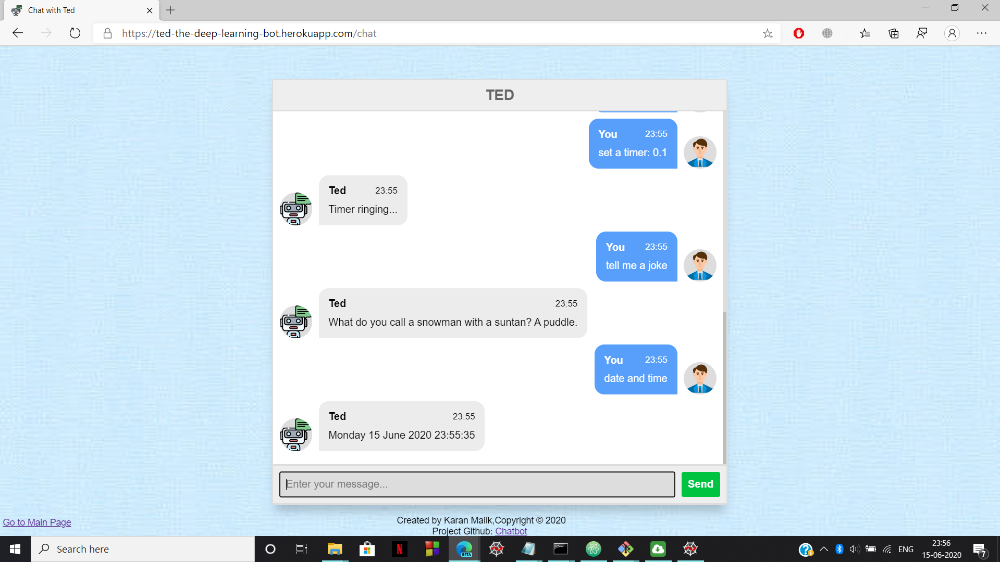 Chat with Ted
https://ted-the-deep-learning-bot.herokuapp.com/chat
TED
You 23:55
set a timer: 0.1
Ted 23:55
Timer ringing...
You 23:55
tell me a joke
Ted 23:55
What do you call a snowman with a suntan? A puddle.
You 23:55
date and time
Ted 23:55
Monday 15 June 2020 23:55:35
Enter your message...
Send
Go to Main Page
Created by Karan Malik,Copyright © 2020
Project Github: Chatbot
Search here
N
BETA
ENG
23:56
15-06-2020
7